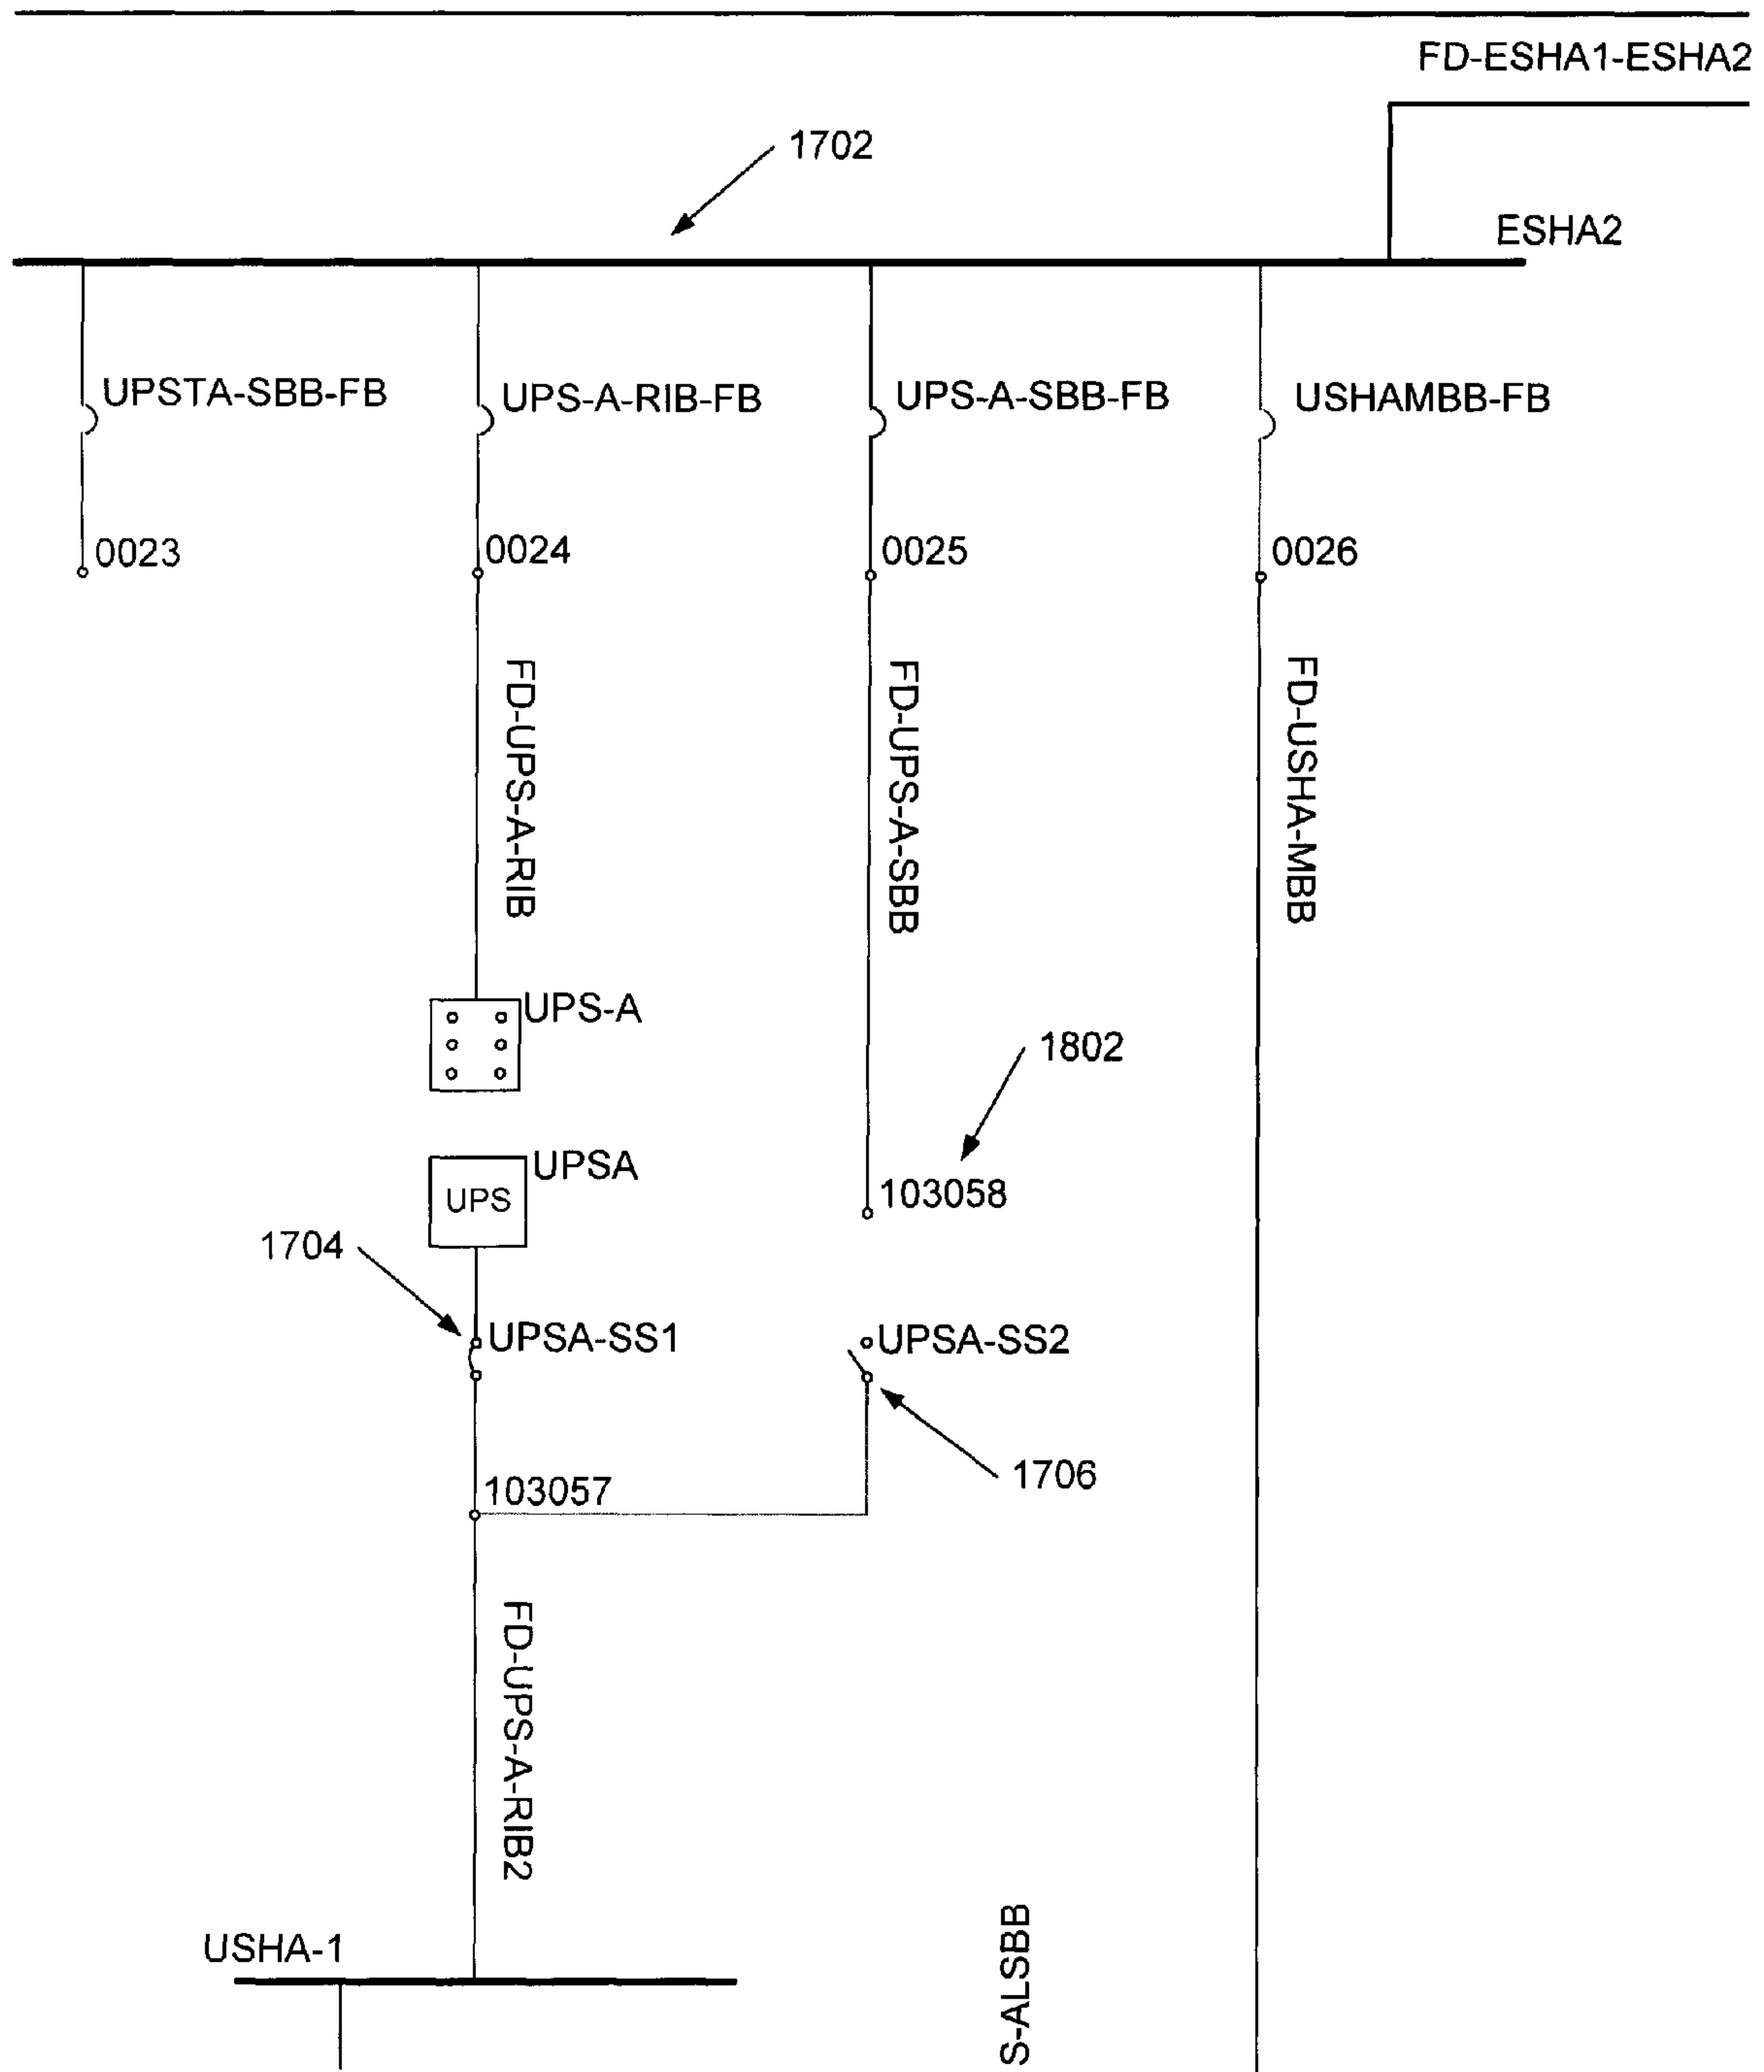 FD-ESHA1-ESHA2
1702
ESHA2
UPSTA-SBB-FB
UPS-A-RIB-FB
UPS-A-SBB-FB
USHAMBB-FB
0023
0024
0025
0026
FD-UPS-A-RIB
FD-UPS-A-SBB
FD-USHA-MBB
UPS-A
1802
UPSA
UPS
103058
1704
UPSA-SS1
UPSA-SS2
1706
103057
FD-UPS-A-RIB2
USHA-1
S-ALSBB